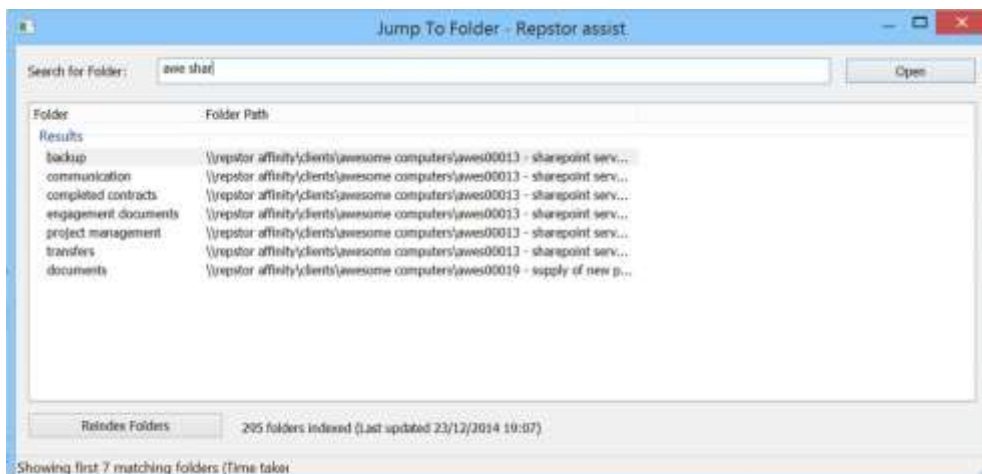 Jump To Folder - Repstor assist
Search for Folder: awe shar Open
Folder Folder Path
Results
backup \\repstor affinity\clients\awesome computers\awes00013 - sharepoint serv...
communication \\repstor affinity\clients\awesome computers\awes00013 - sharepoint serv...
completed contracts \\repstor affinity\clients\awesome computers\awes00013 - sharepoint serv...
engagement documents \\repstor affinity\clients\awesome computers\awes00013 - sharepoint serv...
project management \\repstor affinity\clients\awesome computers\awes00013 - sharepoint serv...
transfers \\repstor affinity\clients\awesome computers\awes00013 - sharepoint serv...
documents \\repstor affinity\clients\awesome computers\awes00019 - supply of new p...
Reindex Folders 295 folders indexed (Last updated 23/12/2014 19:07)
Showing first 7 matching folders (Time taken